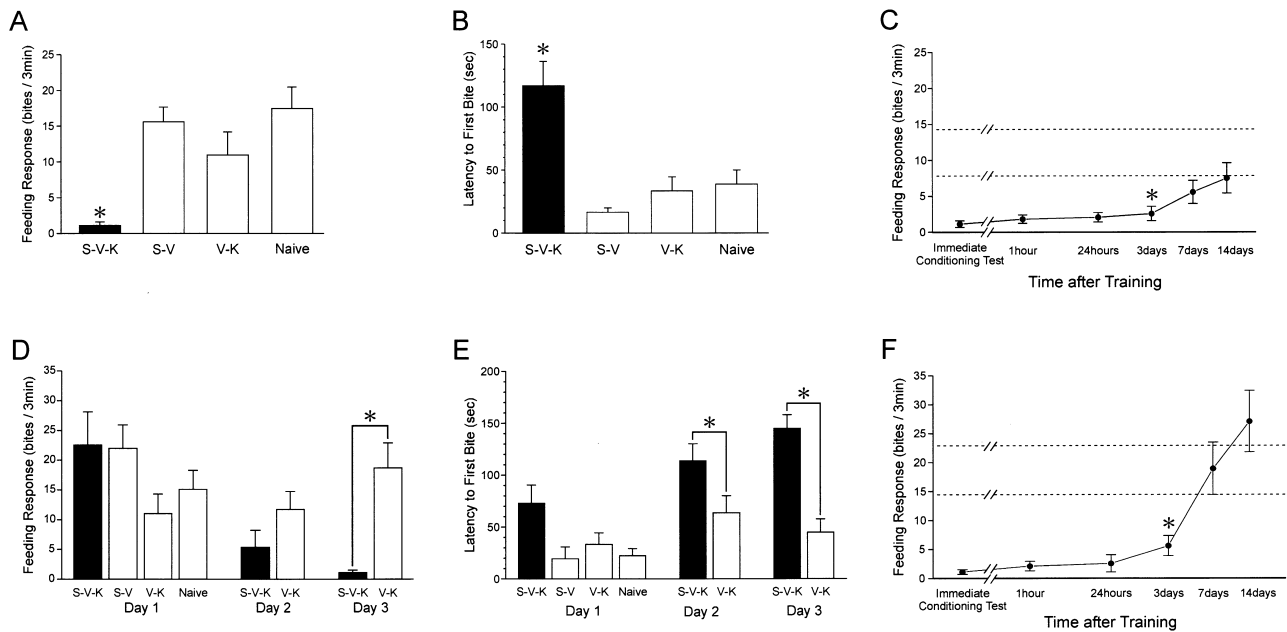 A
Feeding Response (bites / 3min)
25
20
15
10
5
0
*
S-V-K S-V V-K Naive
B
Latency to First Bite (sec)
150
100
50
0
*
S-V-K S-V V-K Naive
C
Feeding Response (bites / 3min)
25
20
15
10
5
0
*
Immediate
Conditioning Test
1hour 24hours 3days 7days 14days
Time after Training
D
Feeding Response (bites / 3min)
35
30
25
20
15
10
5
0
*
S-V-K S-V V-K Naive S-V-K V-K S-V-K V-K
Day 1 Day 2 Day 3
E
Latency to First Bite (sec)
200
150
100
50
0
* *
S-V-K S-V V-K Naive S-V-K V-K S-V-K V-K
Day 1 Day 2 Day 3
F
Feeding Response (bites / 3min)
35
30
25
20
15
10
5
0
*
Immediate
Conditioning Test
1hour 24hours 3days 7days 14days
Time after Training